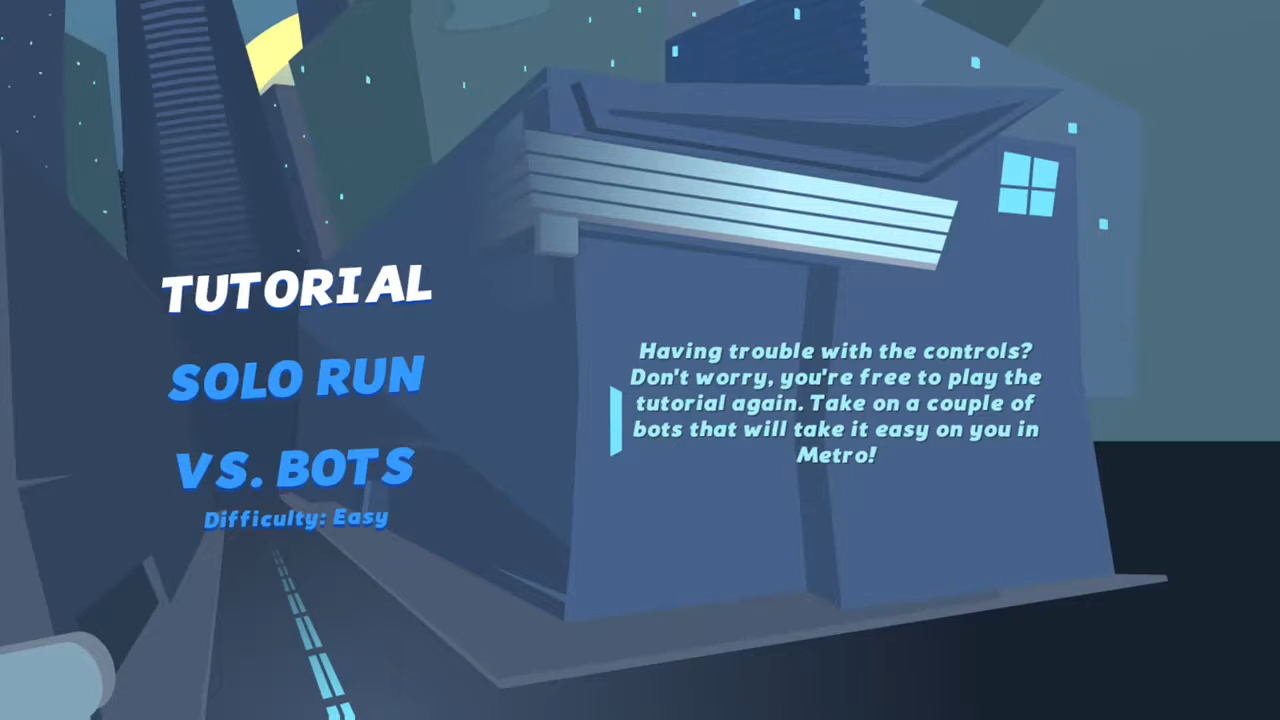 TUTORIAL
SOLO RUN
VS. BOTS
Difficulty: Easy
Having trouble with the controls?
Don't worry, you're free to play the
tutorial again. Take on a couple of
bots that will take it easy on you in
Metro!